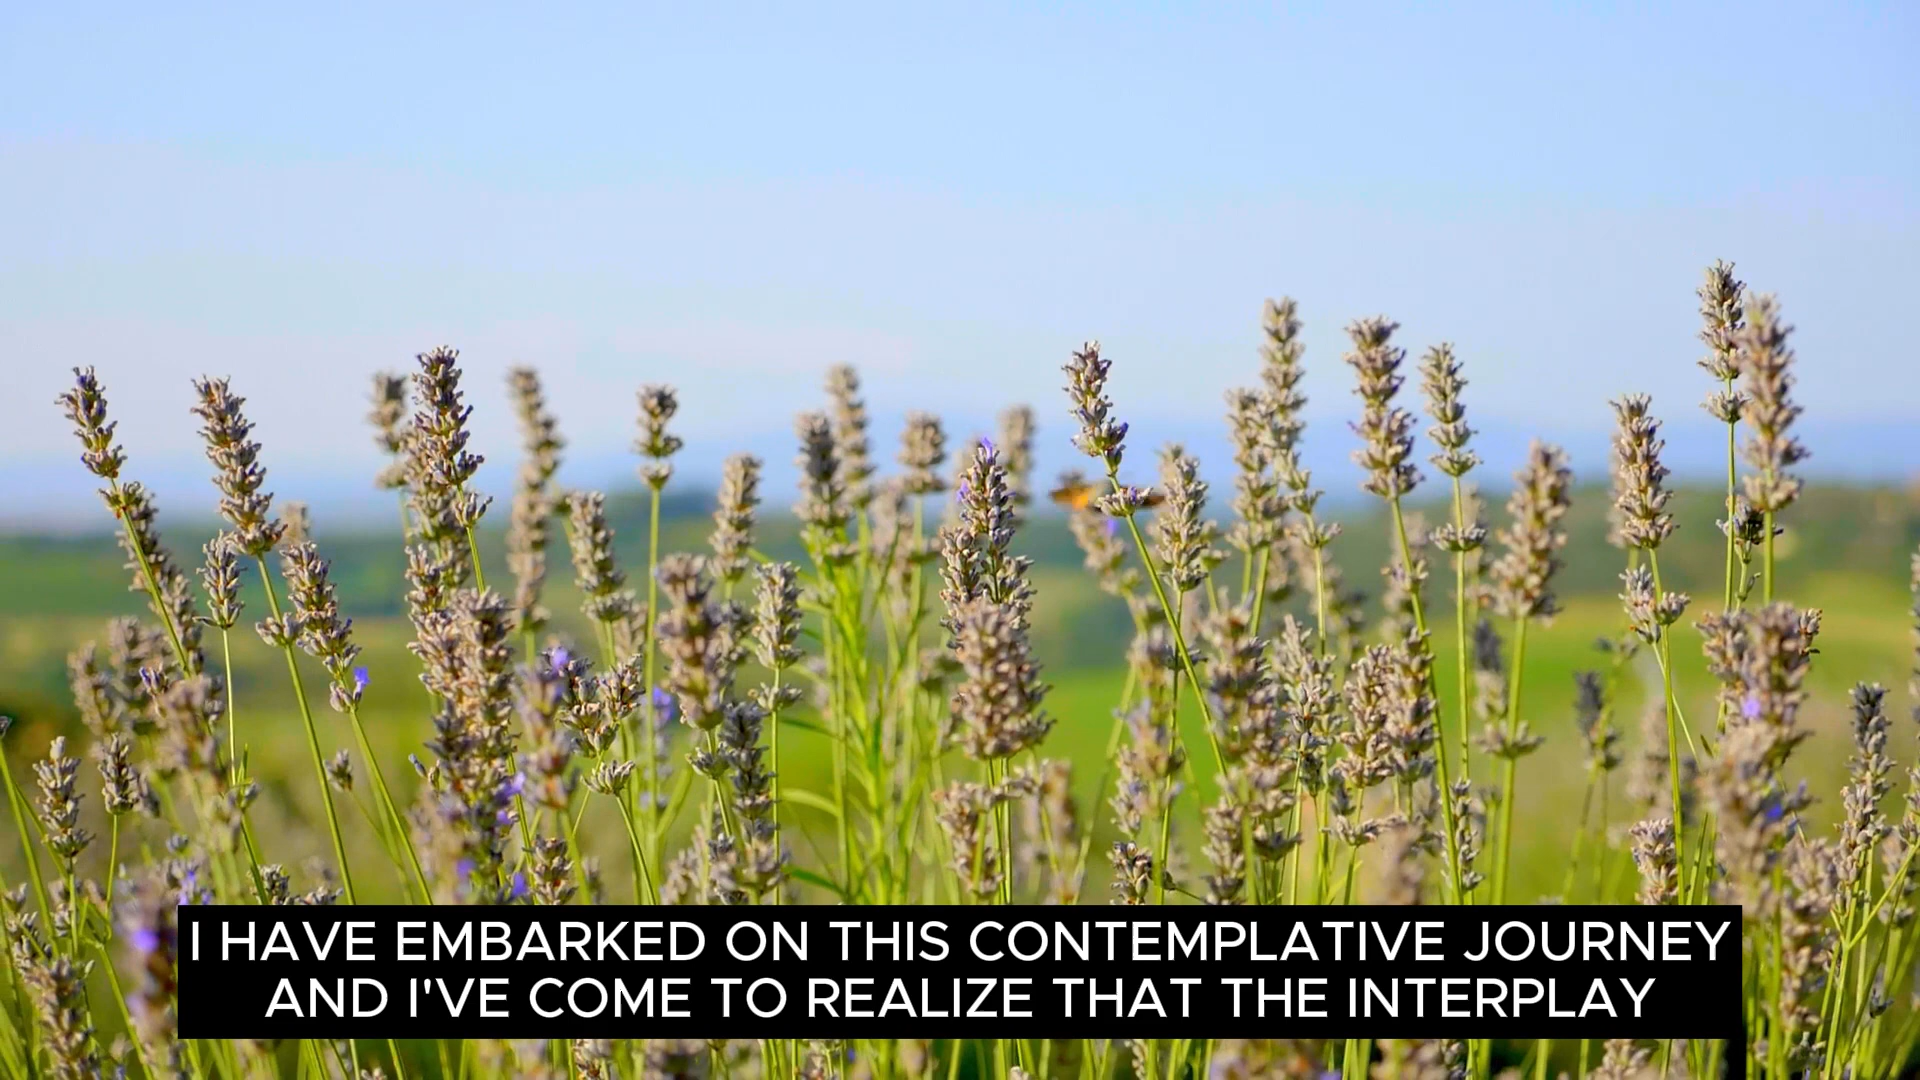 I HAVE EMBARKED ON THIS CONTEMPLATIVE JOURNEY
AND I'VE COME TO REALIZE THAT THE INTERPLAY